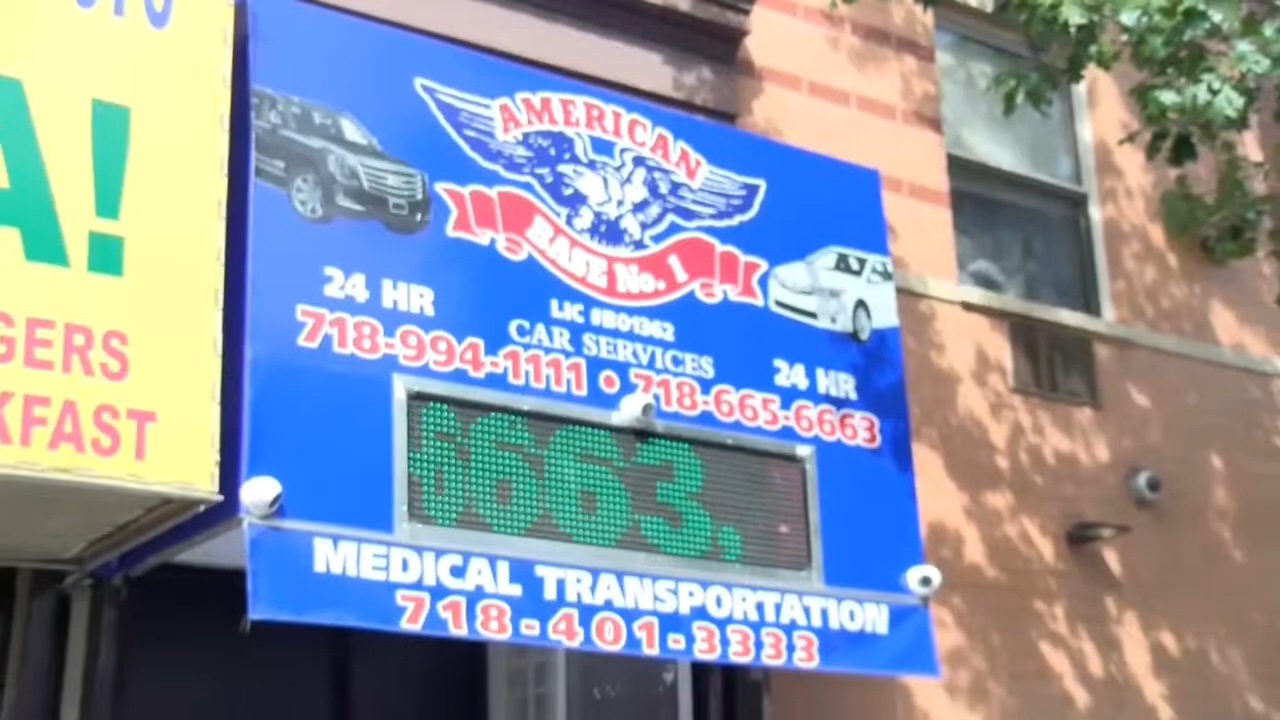 A!
GERS
KFAST
AMERICAN
BASE No. 1
24 HR
LIC #B01362
CAR SERVICES
24 HR
718-994-1111 • 718-665-6663
6663.
MEDICAL TRANSPORTATION
718-401-3333